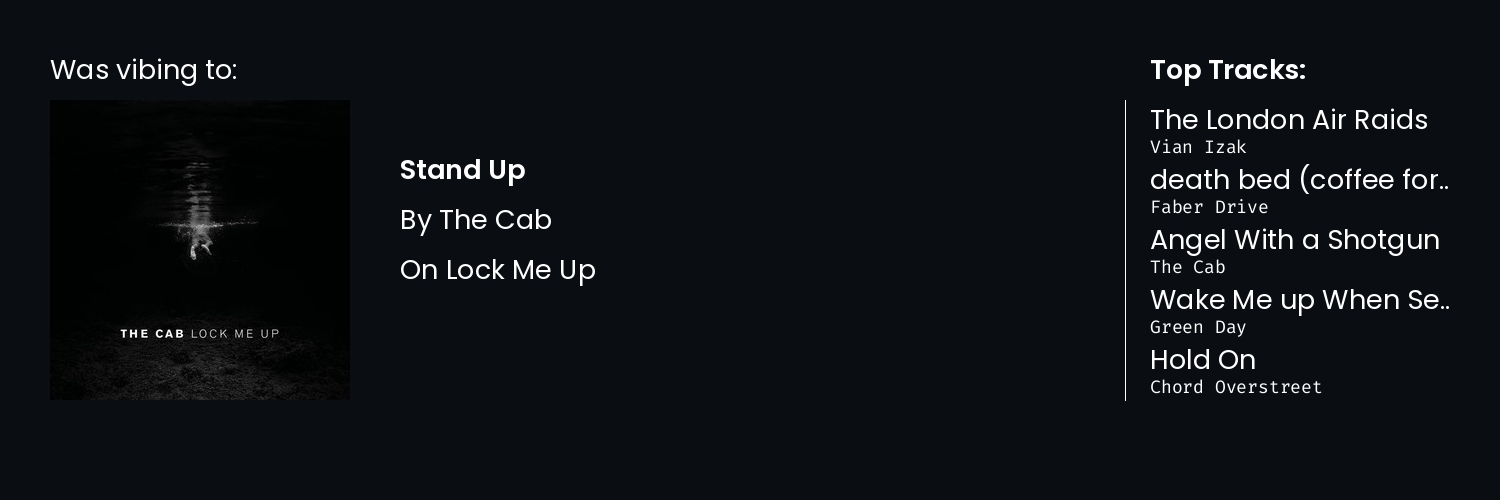 Was vibing to:
THE CAB LOCK ME UP
Stand Up
By The Cab
On Lock Me Up
Top Tracks:
The London Air Raids
Vian Izak
death bed (coffee for..
Faber Drive
Angel With a Shotgun
The Cab
Wake Me up When Se..
Green Day
Hold On
Chord Overstreet